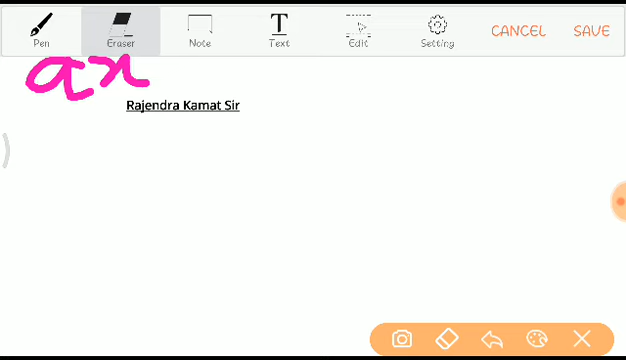 Pen Eraser Note Text Edit Setting CANCEL SAVE
ax
Rajendra Kamat Sir